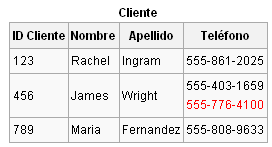 Cliente
ID Cliente Nombre Apellido Teléfono
123 Rachel Ingram 555-861-2025
456 James Wright 555-403-1659
555-776-4100
789 Maria Fernandez 555-808-9633